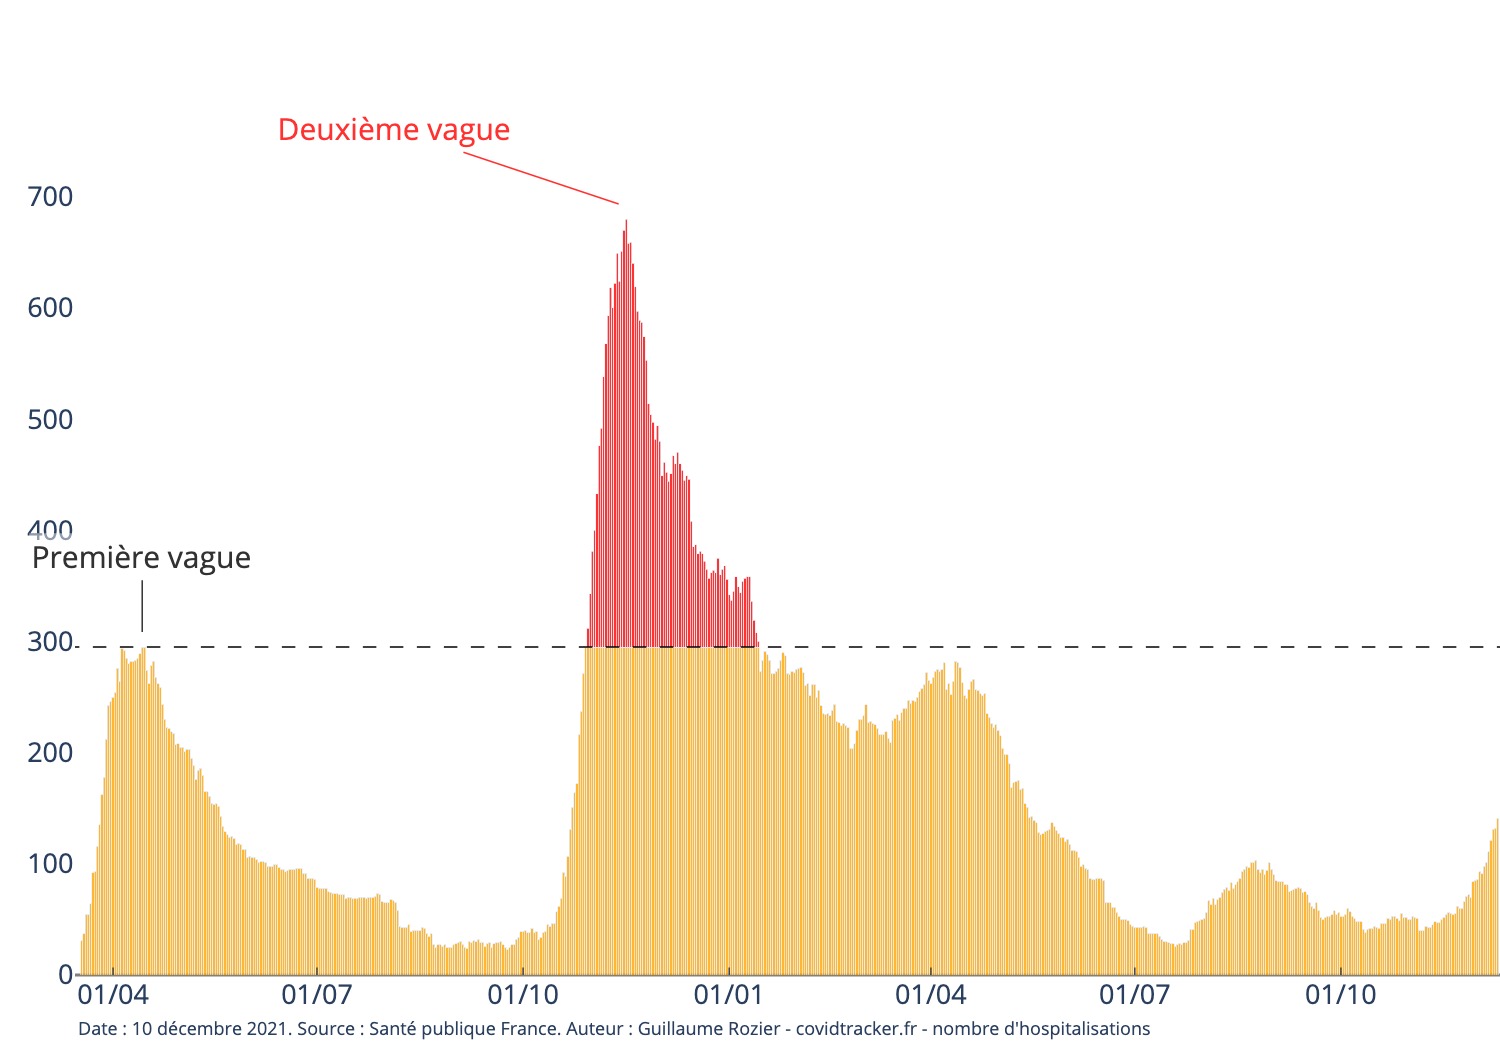 Deuxième vague
700
600
500
400
Première vague
300
200
100
0
01/04 01/07 01/10 01/01 01/04 01/07 01/10
Date : 10 décembre 2021. Source : Santé publique France. Auteur : Guillaume Rozier - covidtracker.fr - nombre d'hospitalisations